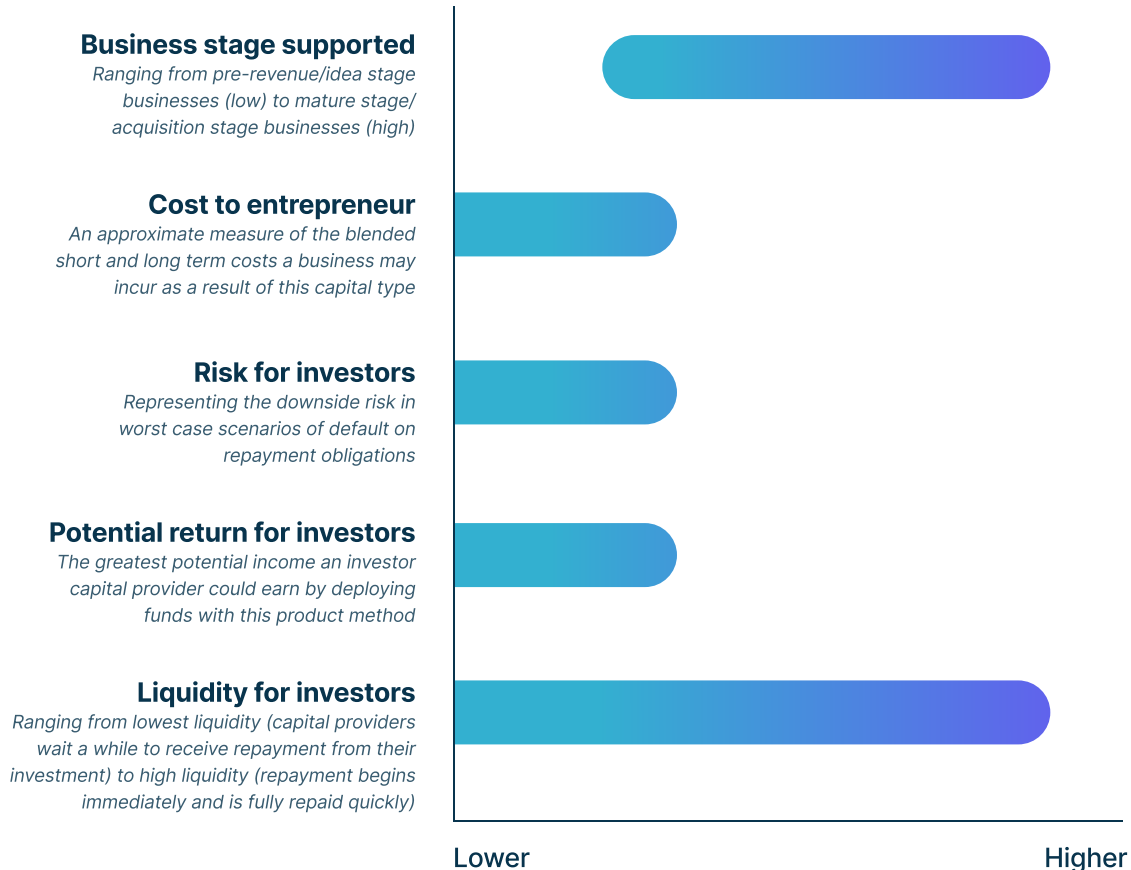 Business stage supported
Ranging from pre-revenue/idea stage
businesses (low) to mature stage/
acquisition stage businesses (high)
Cost to entrepreneur
An approximate measure of the blended
short and long term costs a business may
incur as a result of this capital type
Risk for investors
Representing the downside risk in
worst case scenarios of default on
repayment obligations
Potential return for investors
The greatest potential income an investor
capital provider could earn by deploying
funds with this product method
Liquidity for investors
Ranging from lowest liquidity (capital providers
wait a while to receive repayment from their
investment) to high liquidity (repayment begins
immediately and is fully repaid quickly)
Lower
Higher